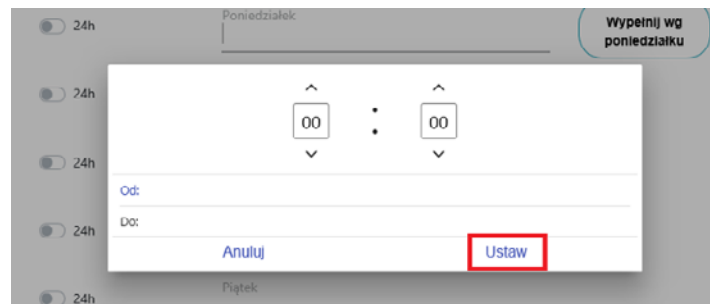 24h
Poniedziałek
Wypełnij wg
poniedziałku
24h
00 : 00
24h
Od:
Do:
24h
Anuluj
Ustaw
Piątek
24h